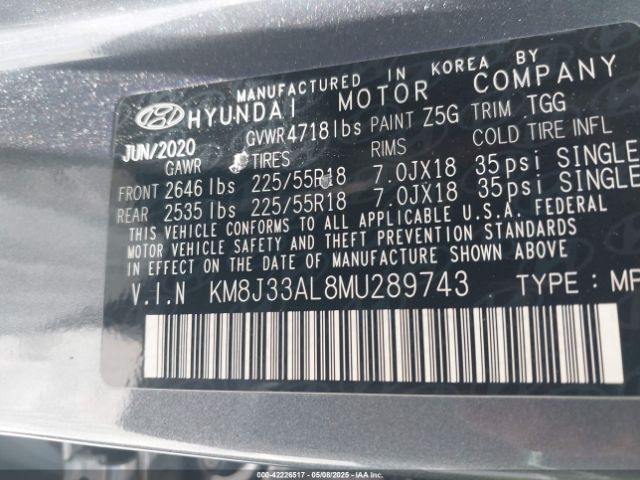 MANUFACTURED IN KOREA BY
HYUNDAI MOTOR COMPANY
JUN/2020 GVWR 4718 lbs PAINT Z5G TRIM TGG
GAWR TIRES RIMS COLD TIRE INFL
FRONT 2646 lbs 225/55R18 7.0JX18 35 psi SINGLE
REAR 2535 lbs 225/55R18 7.0JX18 35 psi SINGLE
THIS VEHICLE CONFORMS TO ALL APPLICABLE U.S.A. FEDERAL
MOTOR VEHICLE SAFETY AND THEFT PREVENTION STANDARDS
IN EFFECT ON THE DATE OF MANUFACTURE SHOWN ABOVE
V.I.N KM8J33AL8MU289743 TYPE : MP
000-42226517 - 05/08/2025 - IAA Branch